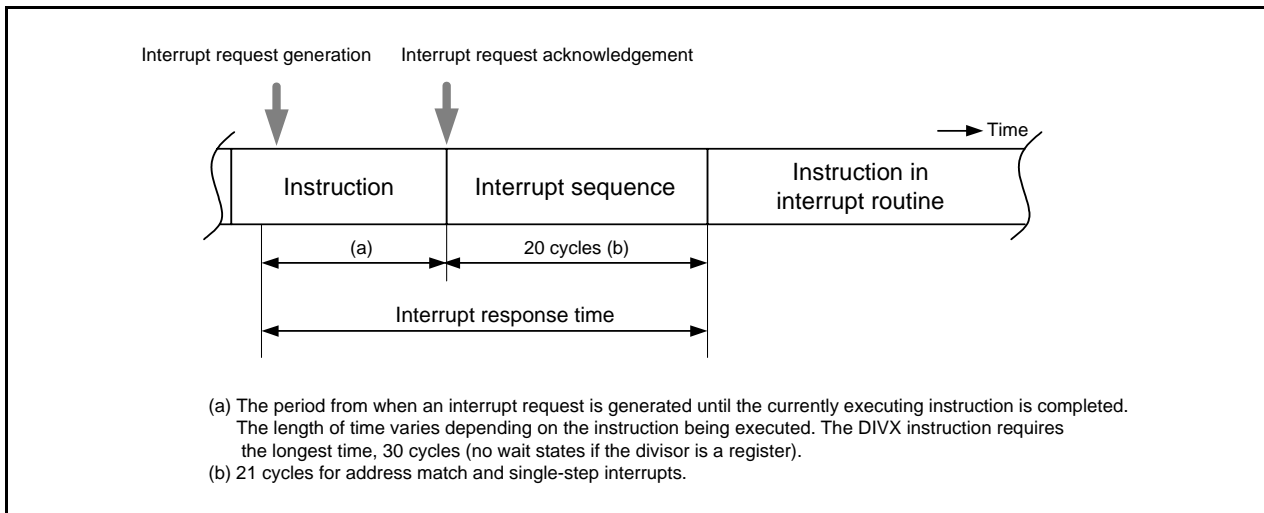 Interrupt request generation
Interrupt request acknowledgement
Time
Instruction
Interrupt sequence
Instruction in
interrupt routine
(a)
20 cycles (b)
Interrupt response time
(a) The period from when an interrupt request is generated until the currently executing instruction is completed.
The length of time varies depending on the instruction being executed. The DIVX instruction requires
the longest time, 30 cycles (no wait states if the divisor is a register).
(b) 21 cycles for address match and single-step interrupts.